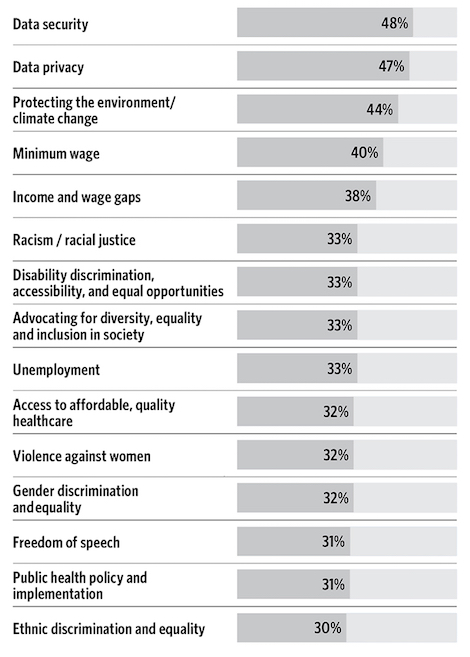 Data security 48%
Data privacy 47%
Protecting the environment/
climate change 44%
Minimum wage 40%
Income and wage gaps 38%
Racism / racial justice 33%
Disability discrimination,
accessibility, and equal opportunities 33%
Advocating for diversity, equality
and inclusion in society 33%
Unemployment 33%
Access to affordable, quality
healthcare 32%
Violence against women 32%
Gender discrimination
andequality 32%
Freedom of speech 31%
Public health policy and
implementation 31%
Ethnic discrimination and equality 30%